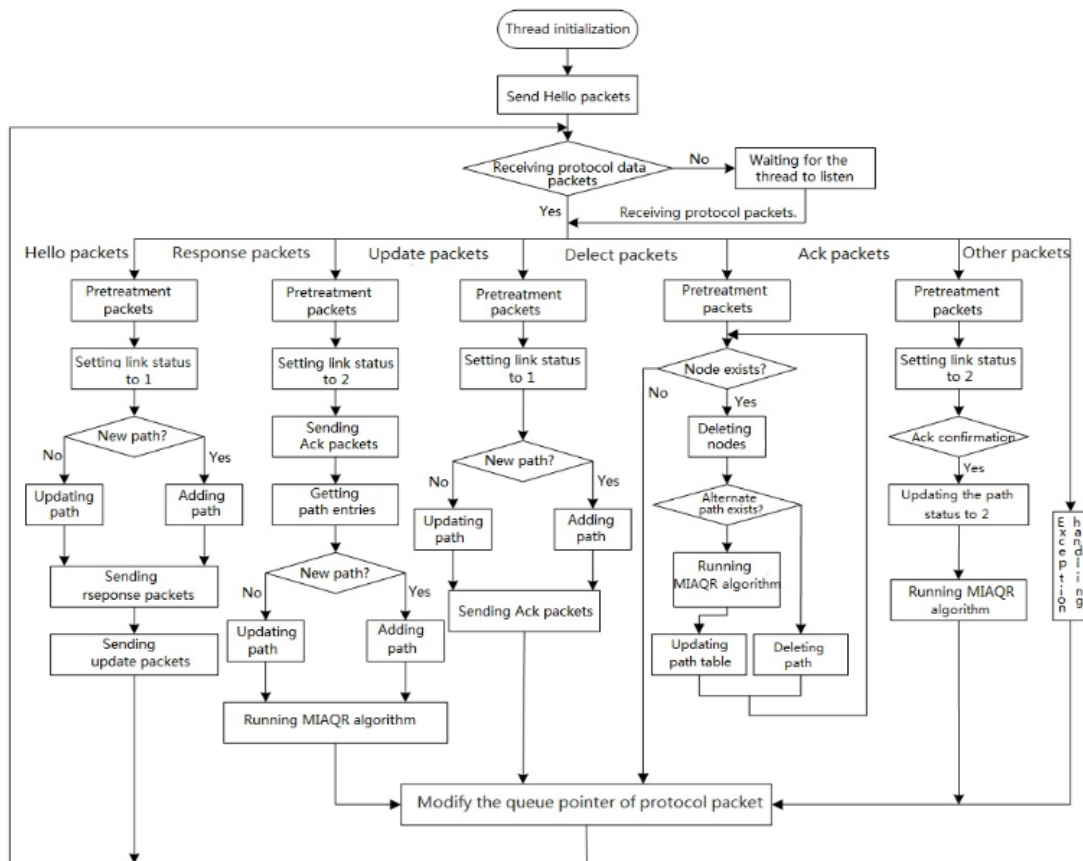 Thread initialization
Send Hello packets
Receiving protocol data
packets
No
Waiting for the
thread to listen
Yes
Receiving protocol packets.
Hello packets
Response packets
Update packets
Delect packets
Ack packets
Other packets
Pretreatment
packets
Setting link status
to 1
New path?
No
Yes
Updating
path
Adding
path
Sending
rseponse packets
Sending
update packets
Pretreatment
packets
Setting link status
to 2
Sending
Ack packets
Getting
path entries
New path?
No
Yes
Updating
path
Adding
path
Running MIAQR algorithm
Pretreatment
packets
Setting link status
to 1
New path?
No
Yes
Updating
path
Adding
path
Sending Ack packets
Pretreatment
packets
Node exists?
No
Yes
Deleting
nodes
Alternate
path exists?
Running
MIAQR algorithm
Updating
path table
Deleting
path
Pretreatment
packets
Setting link status
to 2
Ack confirmation
Yes
Updating the path
status to 2
Running MIAQR
algorithm
Exception
handling
Modify the queue pointer of protocol packet